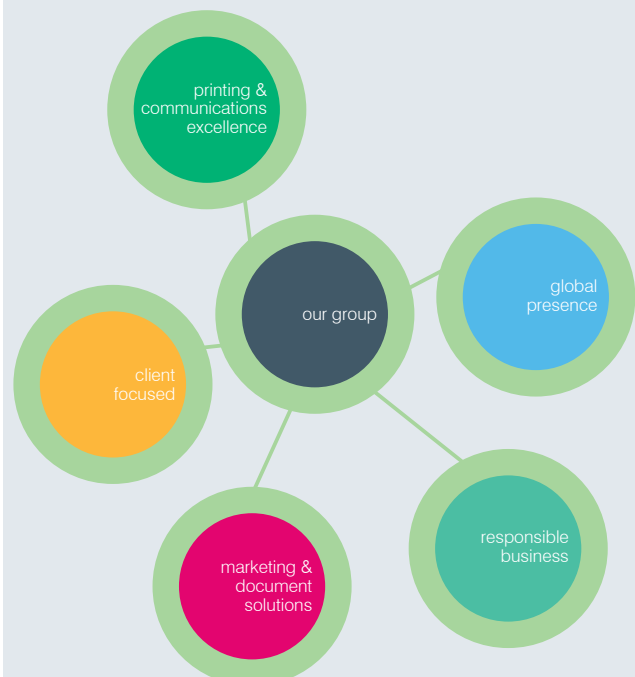 printing &
communications
excellence
global
presence
our group
client
focused
responsible
business
marketing &
document
solutions